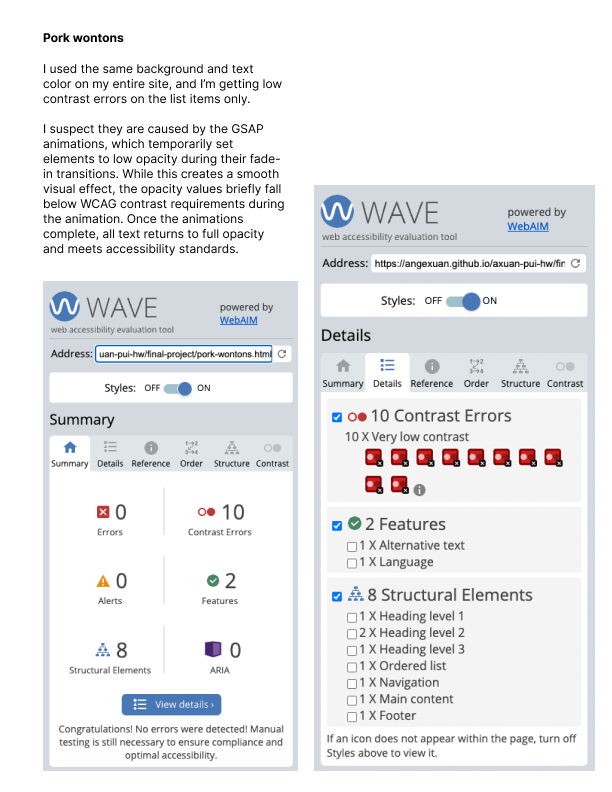 Pork wontons
I used the same background and text
color on my entire site, and I'm getting low
contrast errors on the list items only.
I suspect they are caused by the GSAP
animations, which temporarily set
elements to low opacity during their fade-
in transitions. While this creates a smooth
visual effect, the opacity values briefly fall
below WCAG contrast requirements during
the animation. Once the animations
complete, all text returns to full opacity
and meets accessibility standards.
WAVE
web accessibility evaluation tool
powered by
WebAIM
Address: uan-pui-hw/final-project/pork-wontons.html
Styles: OFF ON
Summary
Summary Details Reference Order Structure Contrast
0
Errors
10
Contrast Errors
0
Alerts
2
Features
8
Structural Elements
0
ARIA
View details ›
Congratulations! No errors were detected! Manual
testing is still necessary to ensure compliance and
optimal accessibility.
WAVE
web accessibility evaluation tool
powered by
WebAIM
Address: https://angexuan.github.io/axuan-pui-hw/fin
Styles: OFF ON
Details
Summary Details Reference Order Structure Contrast
10 Contrast Errors
10 X Very low contrast
2 Features
1 X Alternative text
1 X Language
8 Structural Elements
1 X Heading level 1
2 X Heading level 2
1 X Heading level 3
1 X Ordered list
1 X Navigation
1 X Main content
1 X Footer
If an icon does not appear within the page, turn off
Styles above to view it.